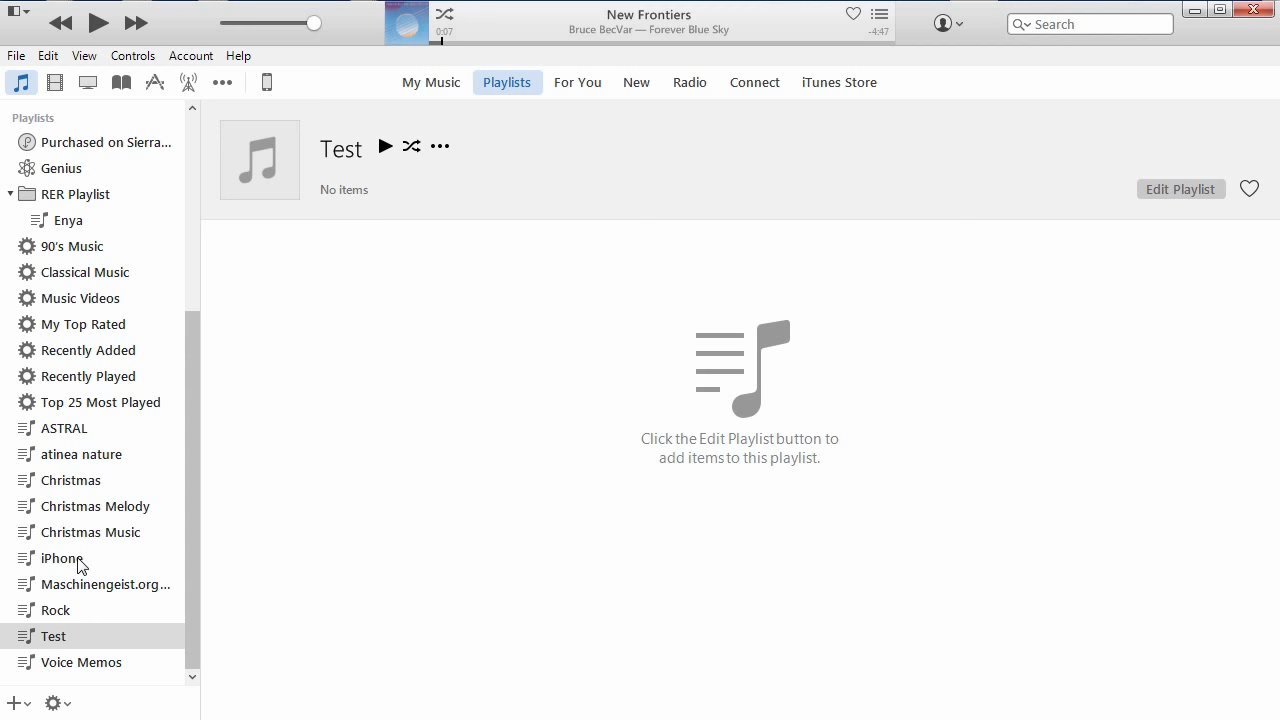 New Frontiers
0:07
Bruce BecVar — Forever Blue Sky
-4:47
Search
File Edit View Controls Account Help
My Music Playlists For You New Radio Connect iTunes Store
Playlists
Purchased on Sierra...
Genius
RER Playlist
Enya
90's Music
Classical Music
Music Videos
My Top Rated
Recently Added
Recently Played
Top 25 Most Played
ASTRAL
atinea nature
Christmas
Christmas Melody
Christmas Music
iPhone
Maschinengeist.org...
Rock
Test
Voice Memos
Test
No items
Edit Playlist
Click the Edit Playlist button to
add items to this playlist.